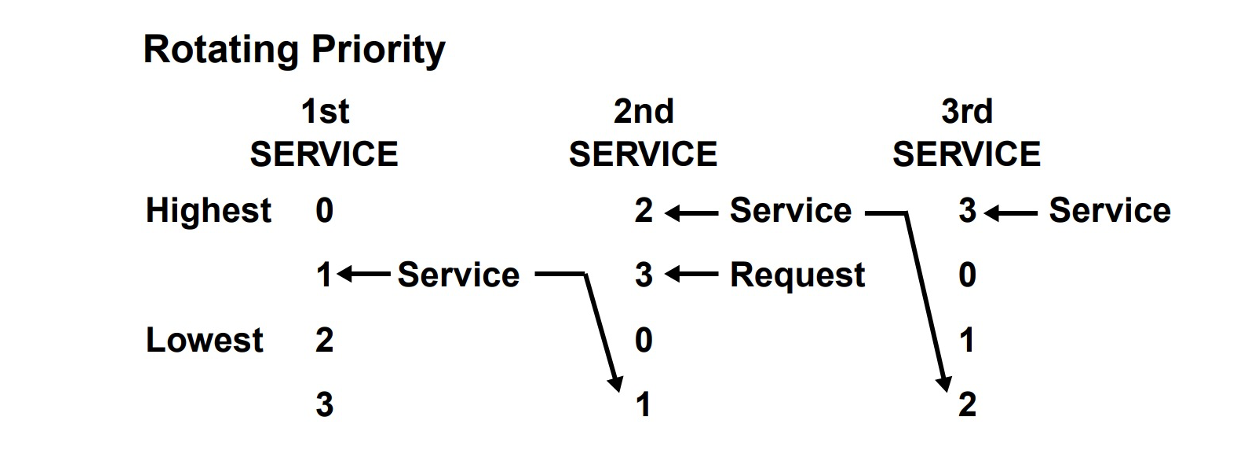 Rotating Priority
1st 2nd 3rd
SERVICE SERVICE SERVICE
Highest 0 2 Service 3 Service
1 Service 3 Request 0
Lowest 2 0 1
3 1 2